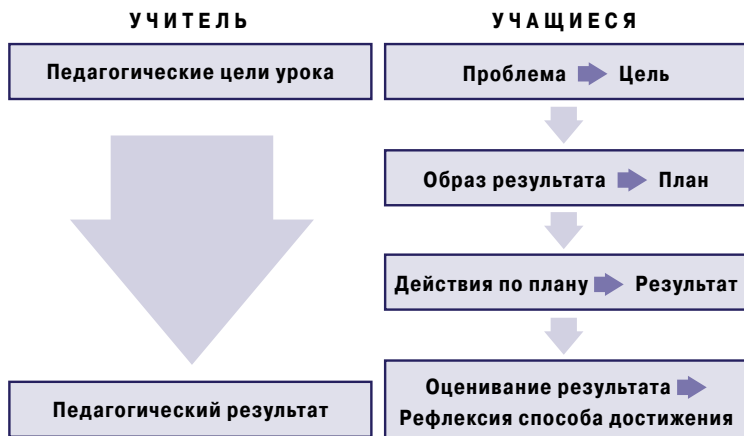 УЧИТЕЛЬ
Педагогические цели урока
Педагогический результат
УЧАЩИЕСЯ
Проблема Цель
Образ результата План
Действия по плану Результат
Оценивание результата
Рефлексия способа достижения